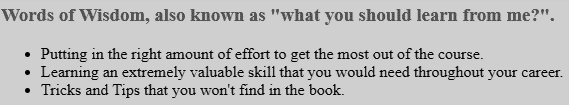 Words of Wisdom, also known as "what you should learn from me?".
• Putting in the right amount of effort to get the most out of the course.
• Learning an extremely valuable skill that you would need throughout your career.
• Tricks and Tips that you won't find in the book.